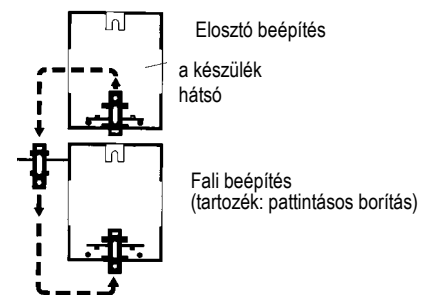 Elosztó beépítés
a készülék
hátsó
Fali beépítés
(tartozék: pattintásos borítás)